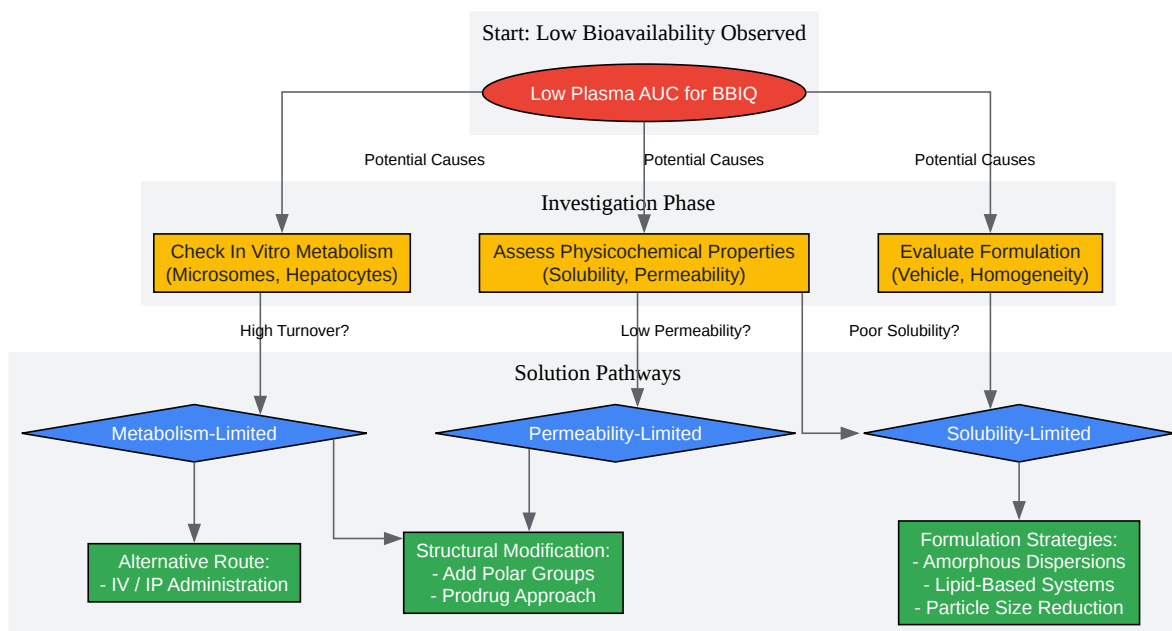 Start: Low Bioavailability Observed
Low Plasma AUC for BBIQ
Potential Causes
Potential Causes
Potential Causes
Investigation Phase
Check In Vitro Metabolism
(Microsomes, Hepatocytes)
Assess Physicochemical Properties
(Solubility, Permeability)
Evaluate Formulation
(Vehicle, Homogeneity)
High Turnover?
Low Permeability?
Poor Solubility?
Solution Pathways
Metabolism-Limited
Permeability-Limited
Solubility-Limited
Alternative Route:
- IV / IP Administration
Structural Modification:
- Add Polar Groups
- Prodrug Approach
Formulation Strategies:
- Amorphous Dispersions
- Lipid-Based Systems
- Particle Size Reduction